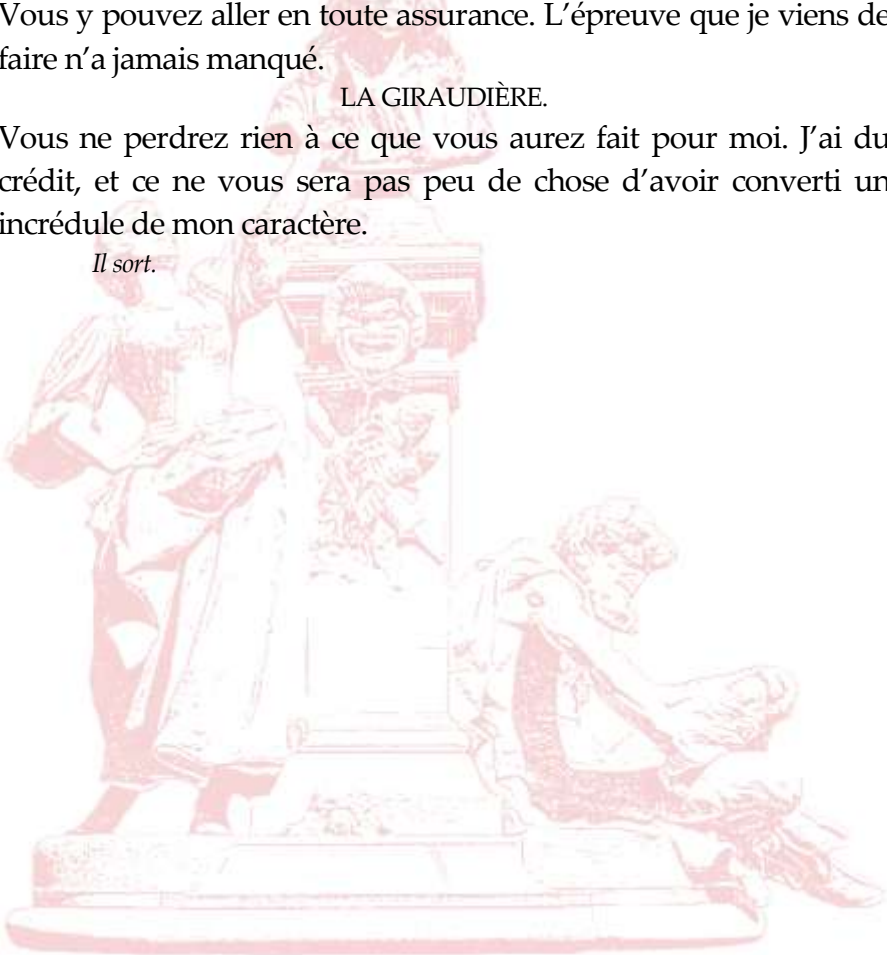 Vous y pouvez aller en toute assurance. L’épreuve que je viens de
faire n’a jamais manqué.
LA GIRAUDIÈRE.
Vous ne perdrez rien à ce que vous aurez fait pour moi. J’ai du
crédit, et ce ne vous sera pas peu de chose d’avoir converti un
incrédule de mon caractère.
Il sort.